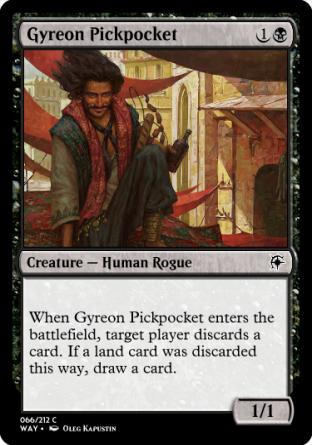 Gyreon Pickpocket 1
Creature — Human Rogue
When Gyreon Pickpocket enters the
battlefield, target player discards a
card. If a land card was discarded
this way, draw a card.
066/212 C
WAY • Oleg Kapustin
1/1